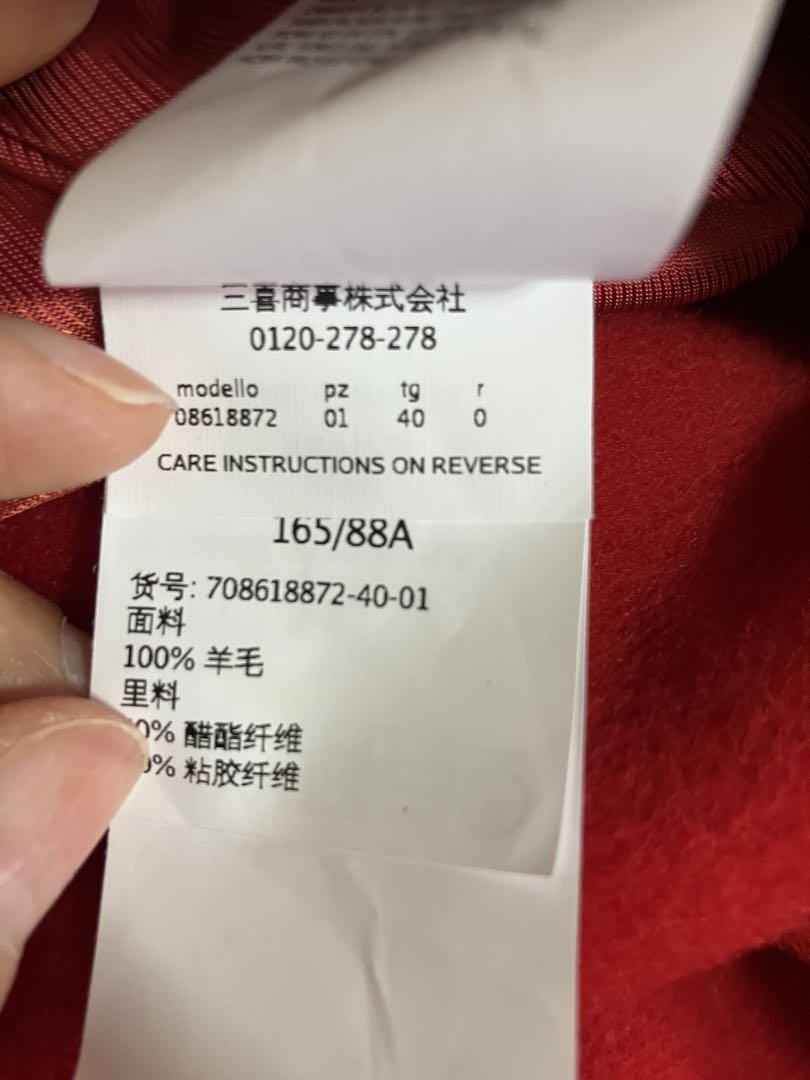 三喜商事株式会社
0120-278-278
modello pz tg r
08618872 01 40 0
CARE INSTRUCTIONS ON REVERSE
165/88A
货号: 708618872-40-01
面料
100% 羊毛
里料
0% 醋酯纤维
0% 粘胶纤维